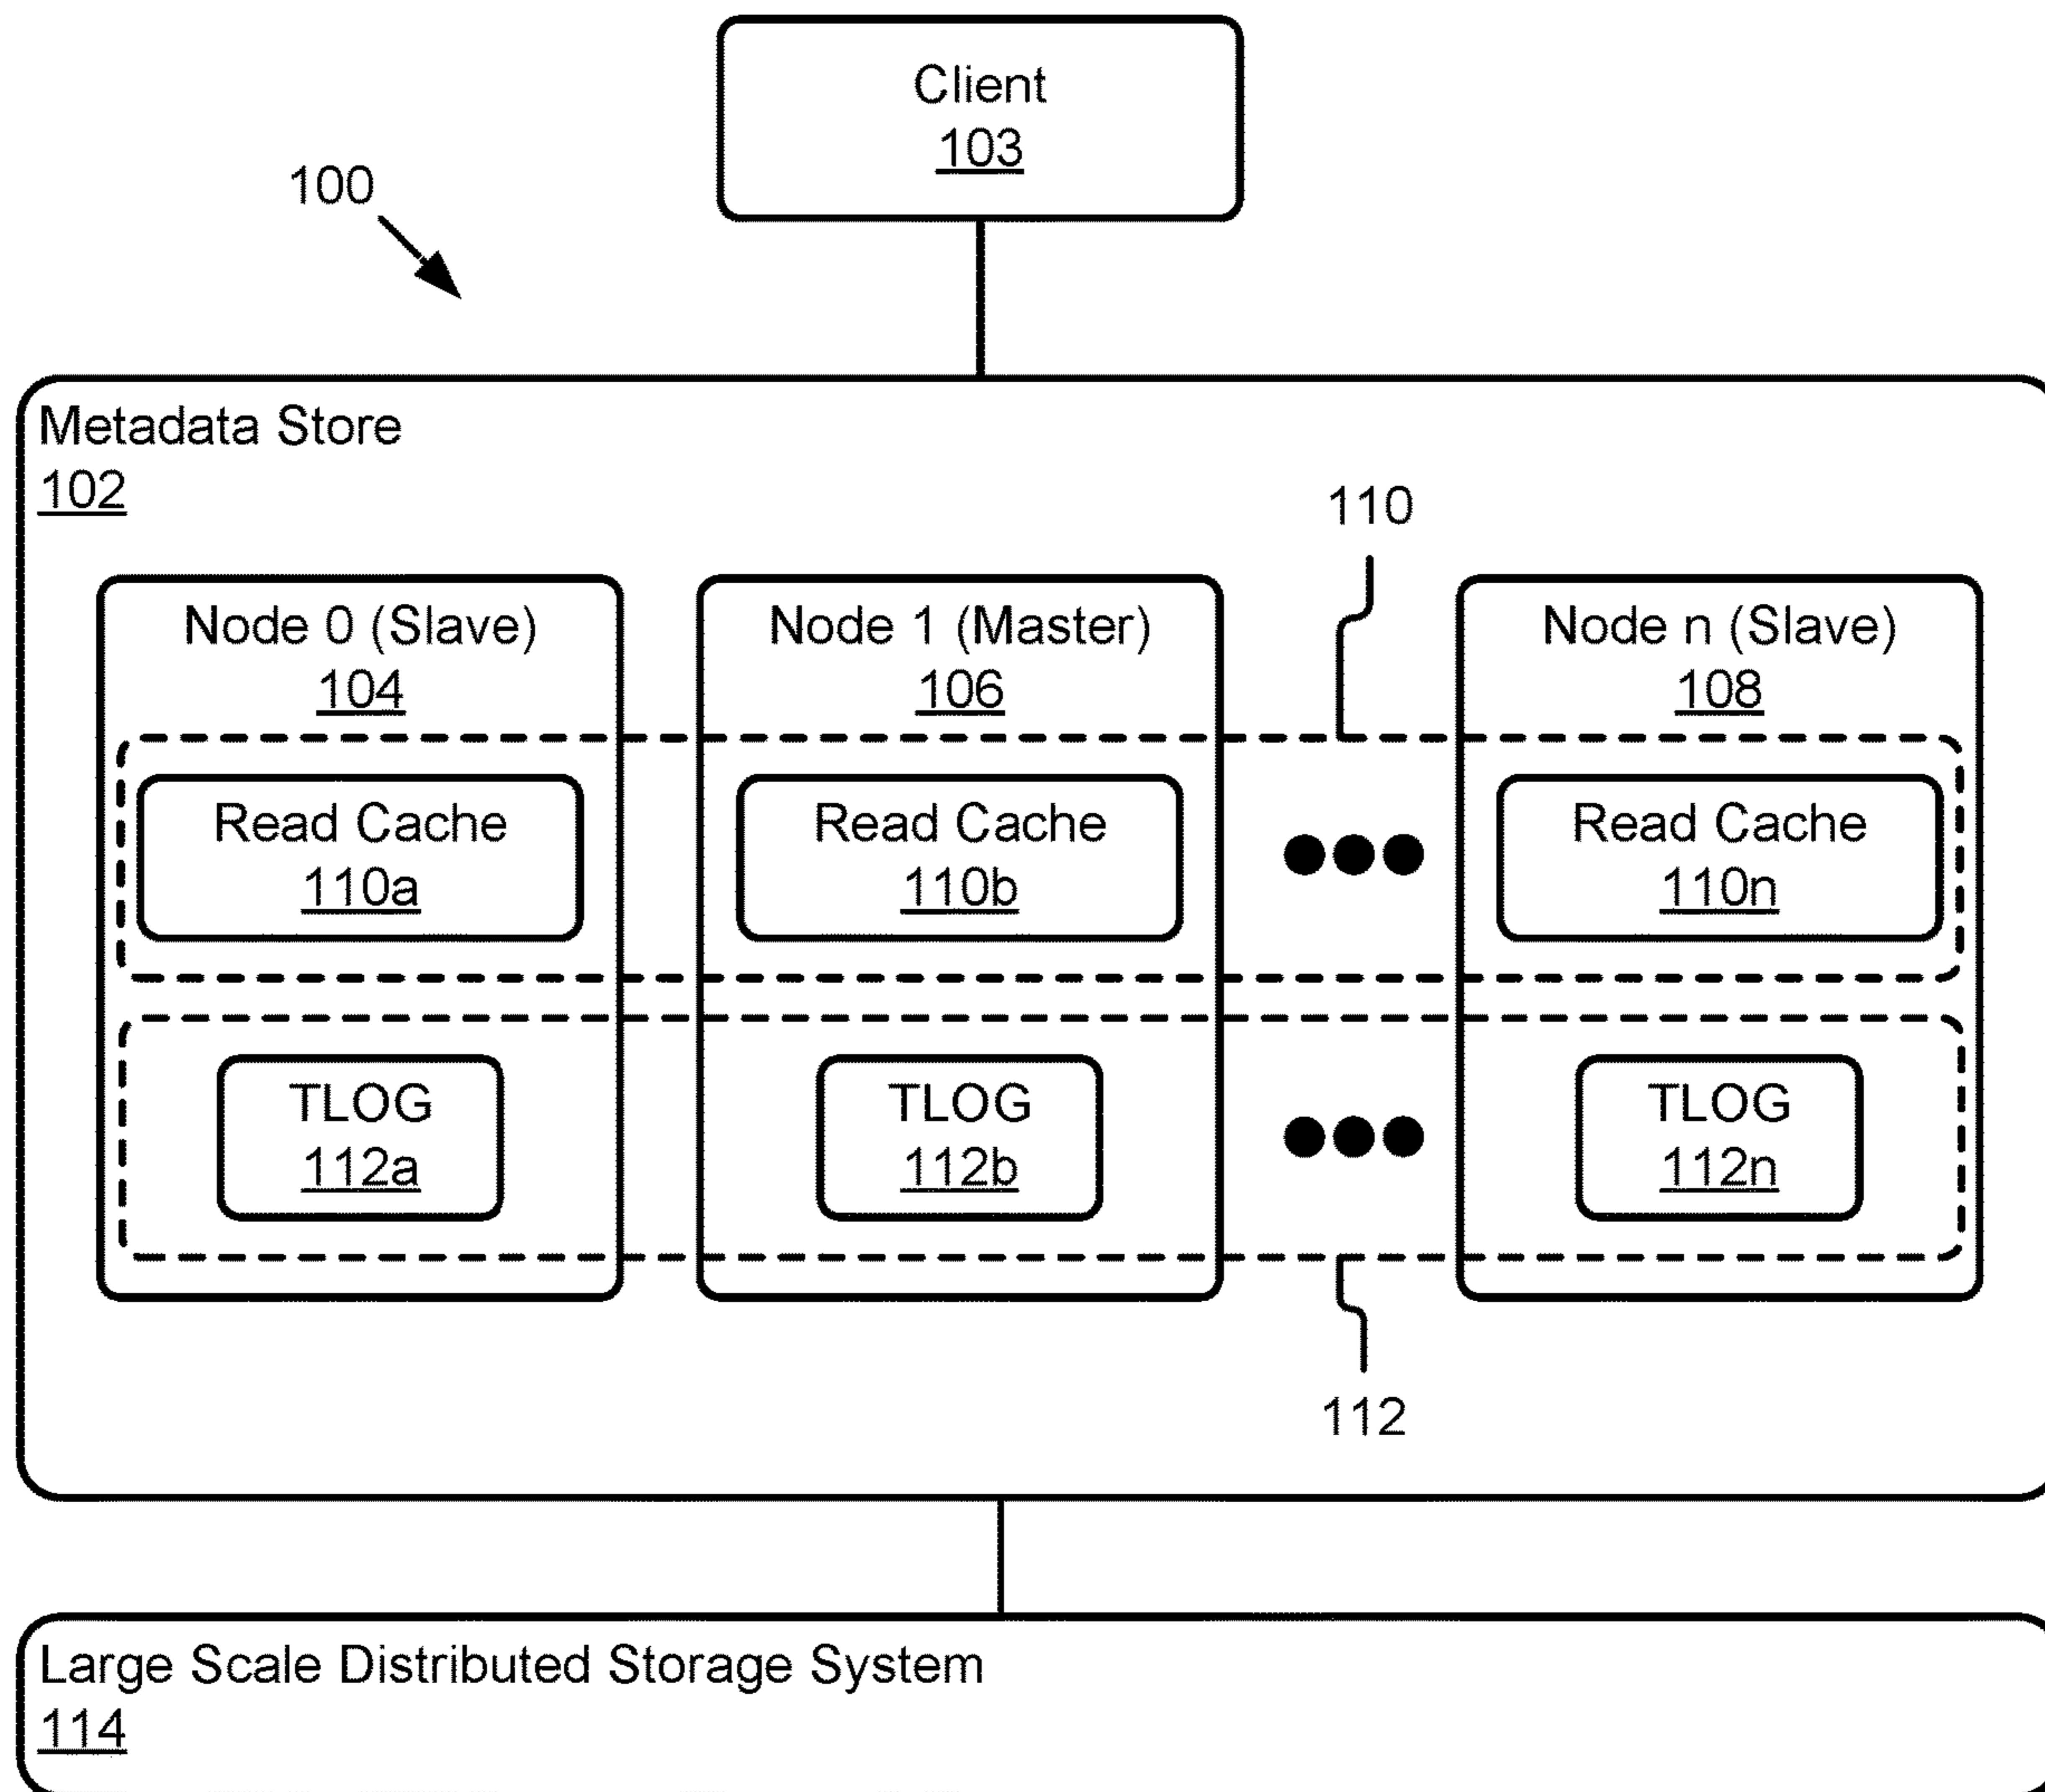 Client
103
100
Metadata Store
102
110
Node 0 (Slave)
104
Node 1 (Master)
106
Node n (Slave)
108
Read Cache
110a
Read Cache
110b
Read Cache
110n
TLOG
112a
TLOG
112b
TLOG
112n
112
Large Scale Distributed Storage System
114